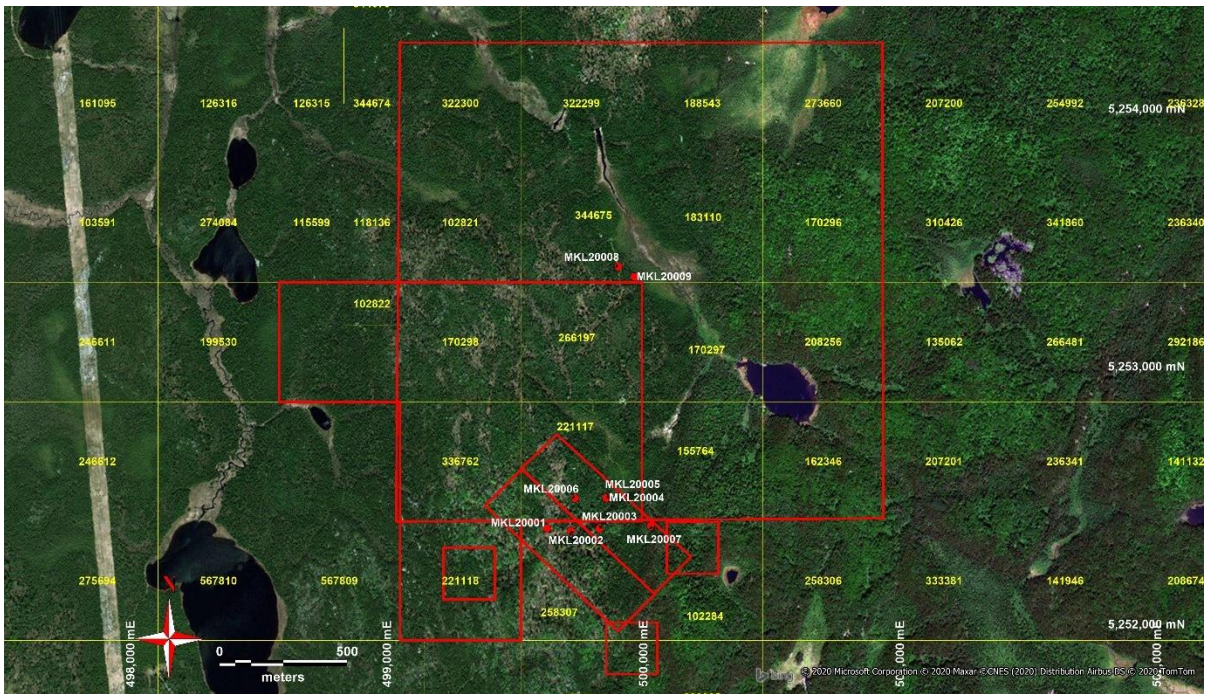 161095 126316 126315 344674 322300 322299 188543 273660 207200 254992 236328
5,254,000 mN
103591 274084 115599 118136 102821 344675 183110 170296 310426 341860 236340
MKL20008
MKL20009
102822
246611 199530 170298 266197 170297 208256 135062 266481 292186
5,253,000 mN
221117
246612 336762 155764 162346 207201 236341 141132
MKL20006 MKL20005
MKL20004
MKL20001 MKL20003
MKL20002 MKL20007
275694 567810 567809 221118 258306 333381 141946 208674
258307 102284
5,252,000 mN
498,000 mE
499,000 mE
500,000 mE
0 500
meters
© 2020 Microsoft Corporation © 2020 Maxar ©CNES (2020) Distribution Airbus DS © 2020 TomTom